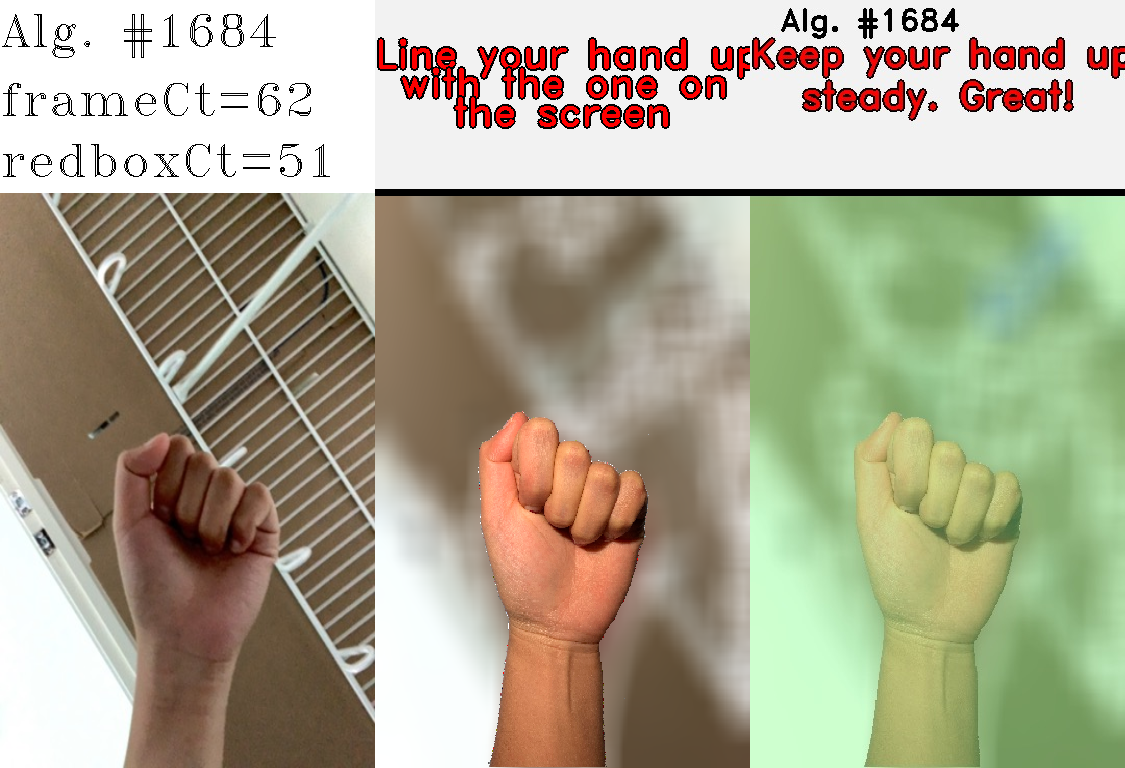 Alg. #1684
frameCt=62
redboxCt=51
Line your hand up
with the one on
the screen
Alg. #1684
Keep your hand up
steady. Great!